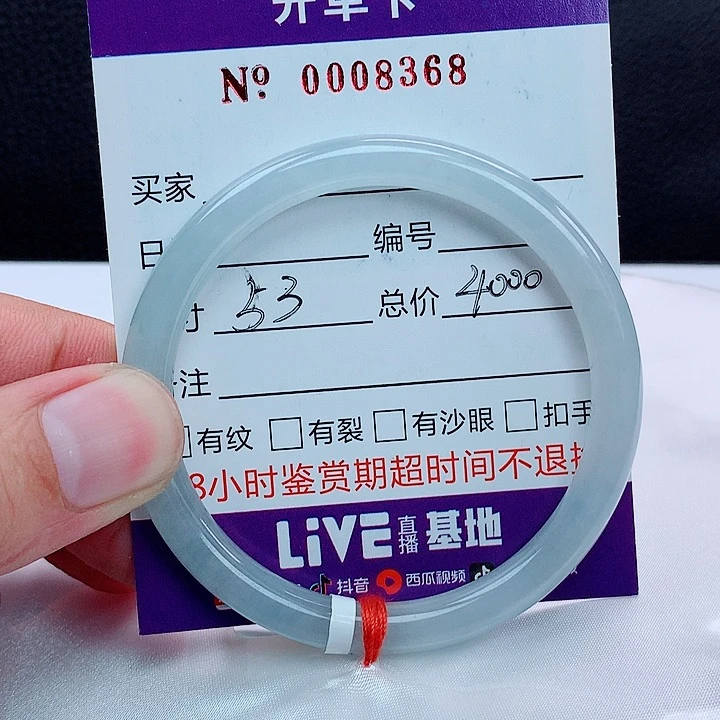 开单卡
No 0008368
买家
日 编号
寸 53 总价 4000
注
有纹 有裂 有沙眼 扣手
8小时鉴赏期超时间不退
LiVE直播基地
抖音 西瓜视频